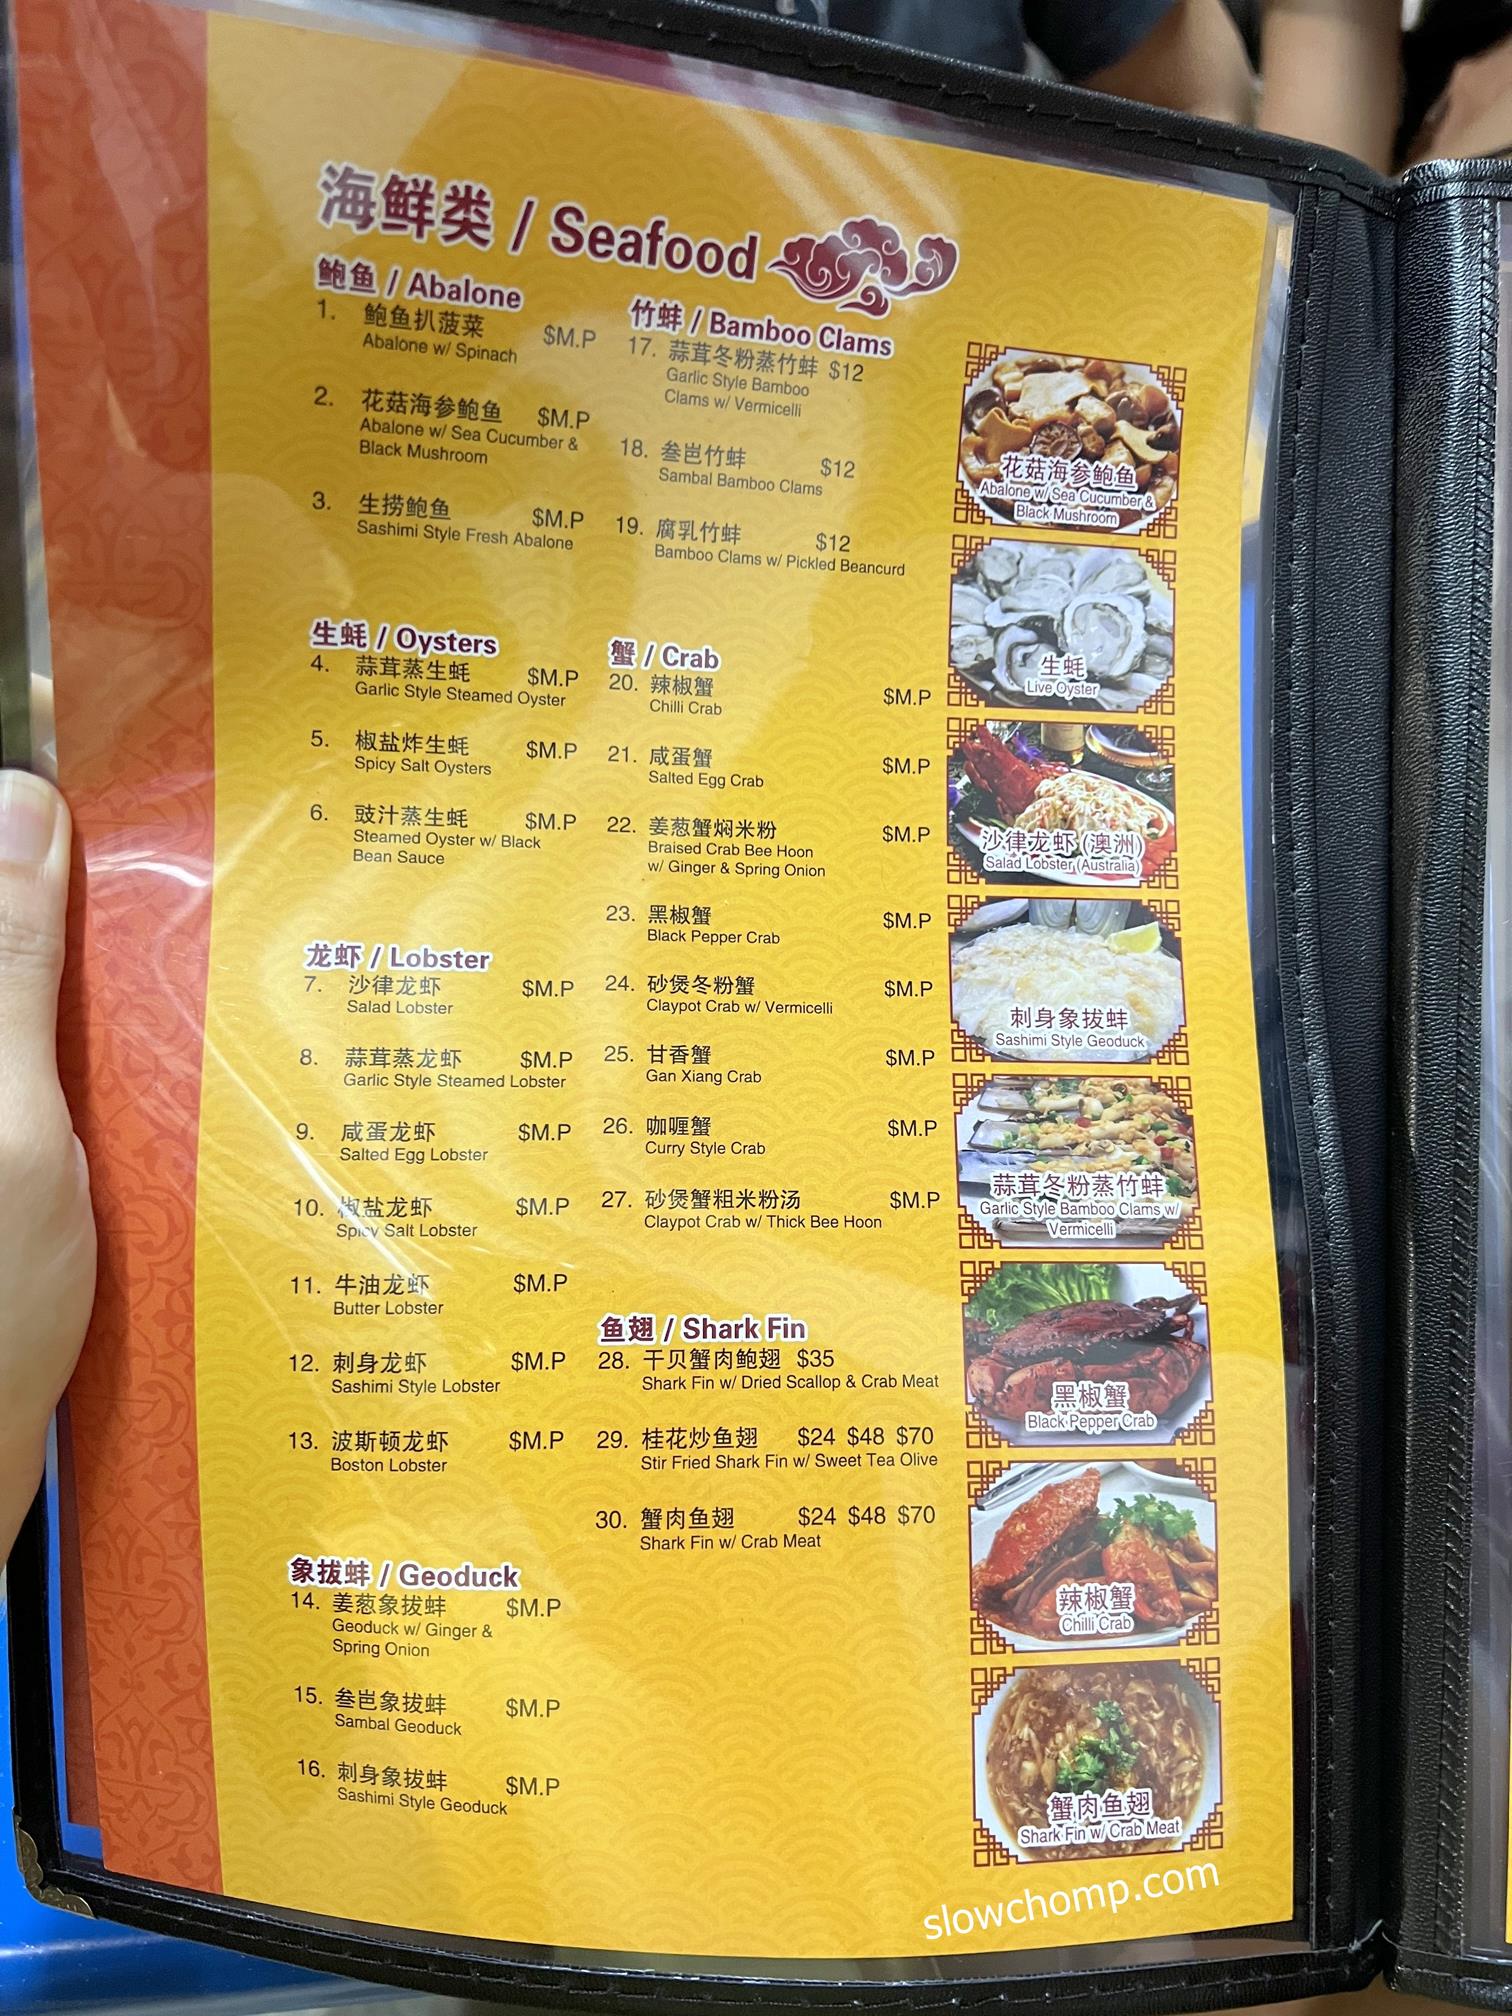 海鲜类 / Seafood
鲍鱼 / Abalone
1. 鲍鱼扒菠菜 $M.P
Abalone w/ Spinach
2. 花菇海参鲍鱼 $M.P
Abalone w/ Sea Cucumber &
Black Mushroom
3. 生捞鲍鱼 $M.P
Sashimi Style Fresh Abalone
生蚝 / Oysters
4. 蒜茸蒸生蚝 $M.P
Garlic Style Steamed Oyster
5. 椒盐炸生蚝 $M.P
Spicy Salt Oysters
6. 豉汁蒸生蚝 $M.P
Steamed Oyster w/ Black
Bean Sauce
龙虾 / Lobster
7. 沙律龙虾 $M.P
Salad Lobster
8. 蒜茸蒸龙虾 $M.P
Garlic Style Steamed Lobster
9. 咸蛋龙虾 $M.P
Salted Egg Lobster
10. 椒盐龙虾 $M.P
Spicy Salt Lobster
11. 牛油龙虾 $M.P
Butter Lobster
12. 刺身龙虾 $M.P
Sashimi Style Lobster
13. 波斯顿龙虾 $M.P
Boston Lobster
象拔蚌 / Geoduck
14. 姜葱象拔蚌 $M.P
Geoduck w/ Ginger &
Spring Onion
15. 叁峇象拔蚌 $M.P
Sambal Geoduck
16. 刺身象拔蚌 $M.P
Sashimi Style Geoduck
竹蚌 / Bamboo Clams
17. 蒜茸冬粉蒸竹蚌 $12
Garlic Style Bamboo
Clams w/ Vermicelli
18. 叁峇竹蚌 $12
Sambal Bamboo Clams
19. 腐乳竹蚌 $12
Bamboo Clams w/ Pickled Beancurd
蟹 / Crab
20. 辣椒蟹 $M.P
Chilli Crab
21. 咸蛋蟹 $M.P
Salted Egg Crab
22. 姜葱蟹焖米粉 $M.P
Braised Crab Bee Hoon
w/ Ginger & Spring Onion
23. 黑椒蟹 $M.P
Black Pepper Crab
24. 砂煲冬粉蟹 $M.P
Claypot Crab w/ Vermicelli
25. 甘香蟹 $M.P
Gan Xiang Crab
26. 咖喱蟹 $M.P
Curry Style Crab
27. 砂煲蟹粗米粉汤 $M.P
Claypot Crab w/ Thick Bee Hoon
鱼翅 / Shark Fin
28. 干贝蟹肉鲍翅 $35
Shark Fin w/ Dried Scallop & Crab Meat
29. 桂花炒鱼翅 $24 $48 $70
Stir Fried Shark Fin w/ Sweet Tea Olive
30. 蟹肉鱼翅 $24 $48 $70
Shark Fin w/ Crab Meat
花菇海参鲍鱼
Abalone w/ Sea Cucumber &
Black Mushroom
生蚝
Live Oyster
沙律龙虾 (澳洲)
Salad Lobster (Australia)
刺身象拔蚌
Sashimi Style Geoduck
蒜茸冬粉蒸竹蚌
Garlic Style Bamboo Clams w/
Vermicelli
黑椒蟹
Black Pepper Crab
辣椒蟹
Chilli Crab
蟹肉鱼翅
Shark Fin w/ Crab Meat
slowchomp.com